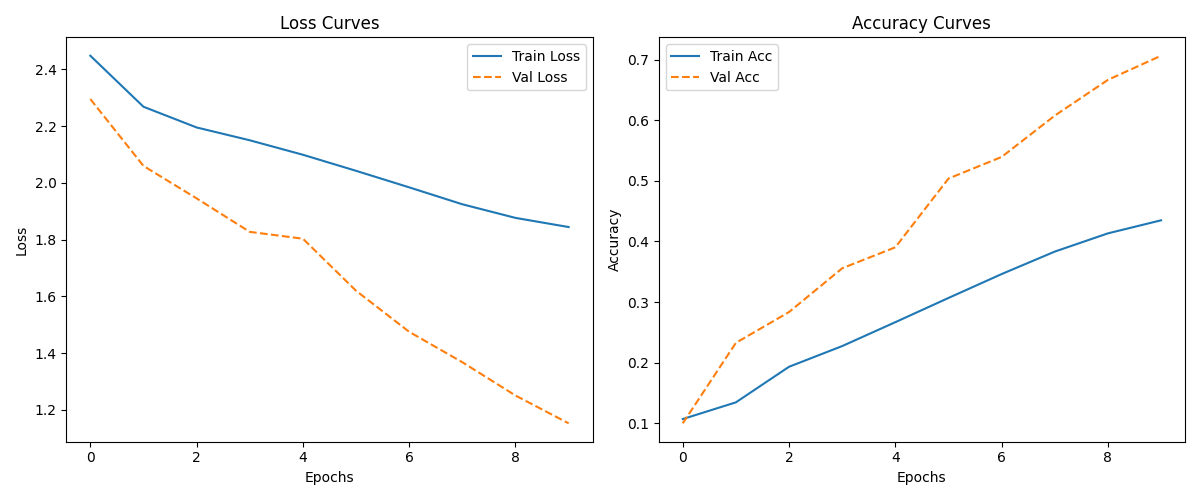 Loss Curves
Train Loss
Val Loss
2.4
2.2
2.0
1.8
1.6
1.4
1.2
Loss
0 2 4 6 8
Epochs
Accuracy Curves
Train Acc
Val Acc
0.7
0.6
0.5
0.4
0.3
0.2
0.1
Accuracy
0 2 4 6 8
Epochs